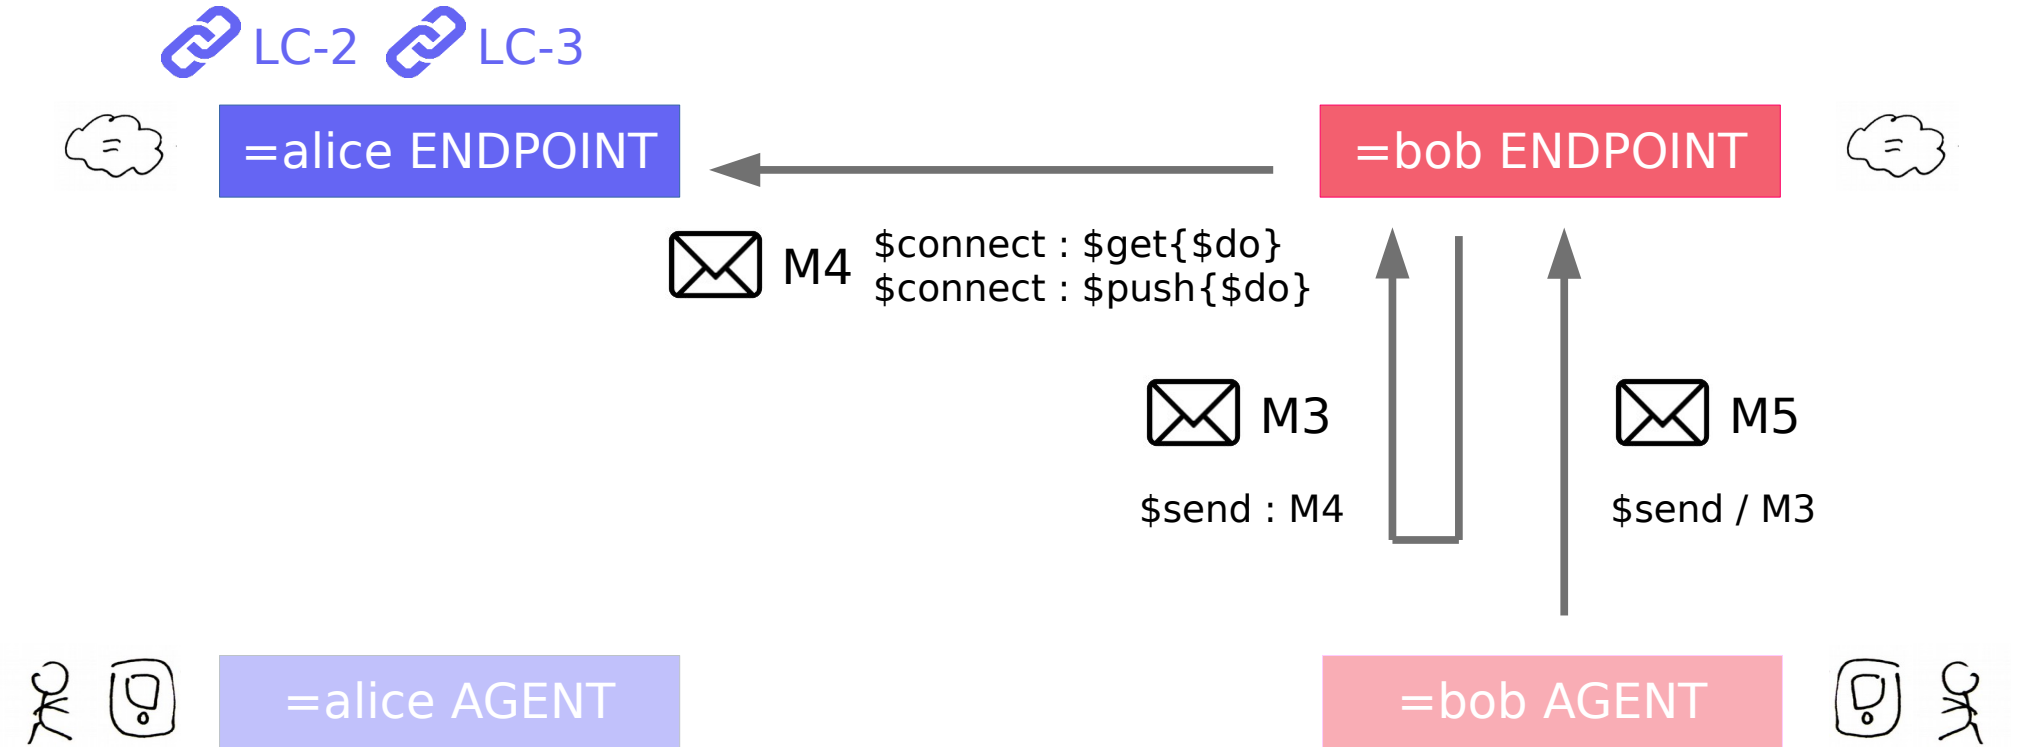 LC-2 LC-3
=alice ENDPOINT
=bob ENDPOINT
M4
$connect : $get{$do}
$connect : $push{$do}
M3
$send : M4
M5
$send / M3
=alice AGENT
=bob AGENT